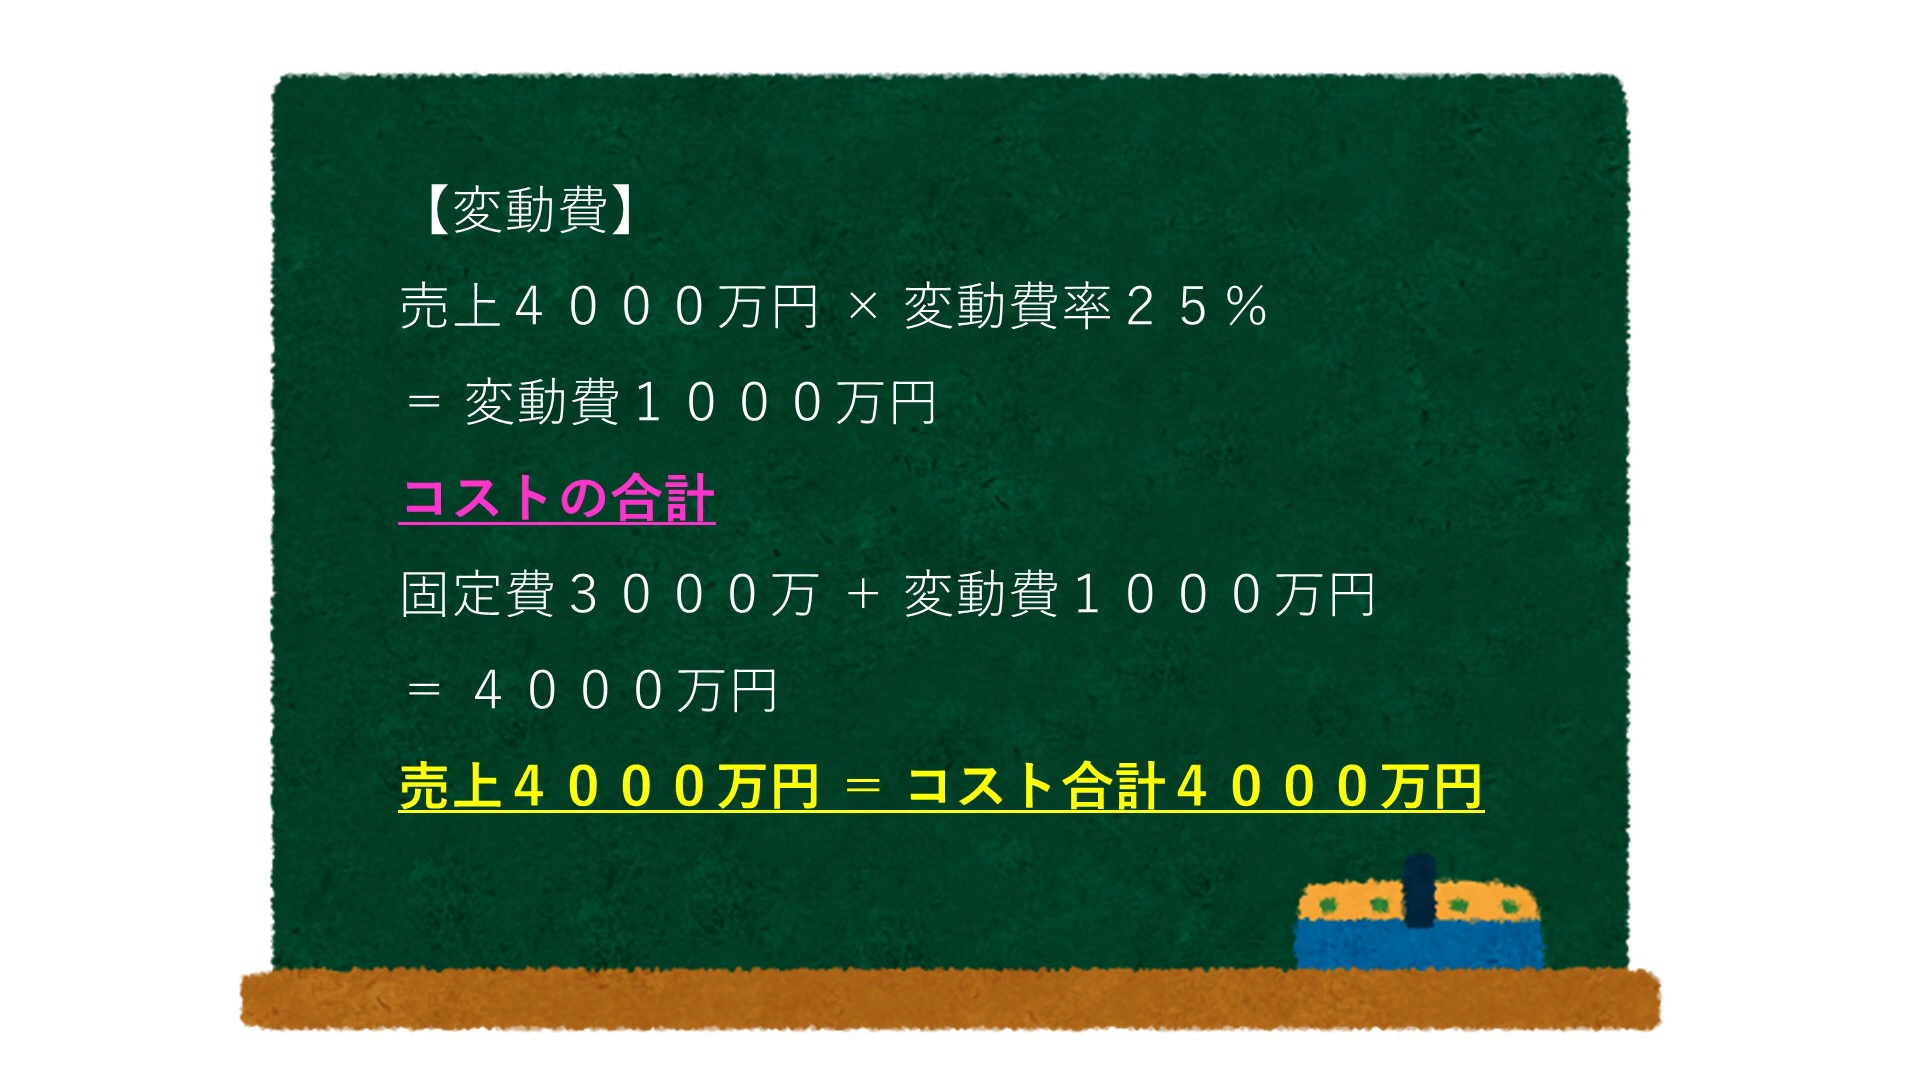 【変動費】
売上４０００万円 × 変動費率２５％
＝ 変動費１０００万円
コストの合計
固定費３０００万 ＋ 変動費１０００万円
＝ ４０００万円
売上４０００万円 ＝ コスト合計４０００万円